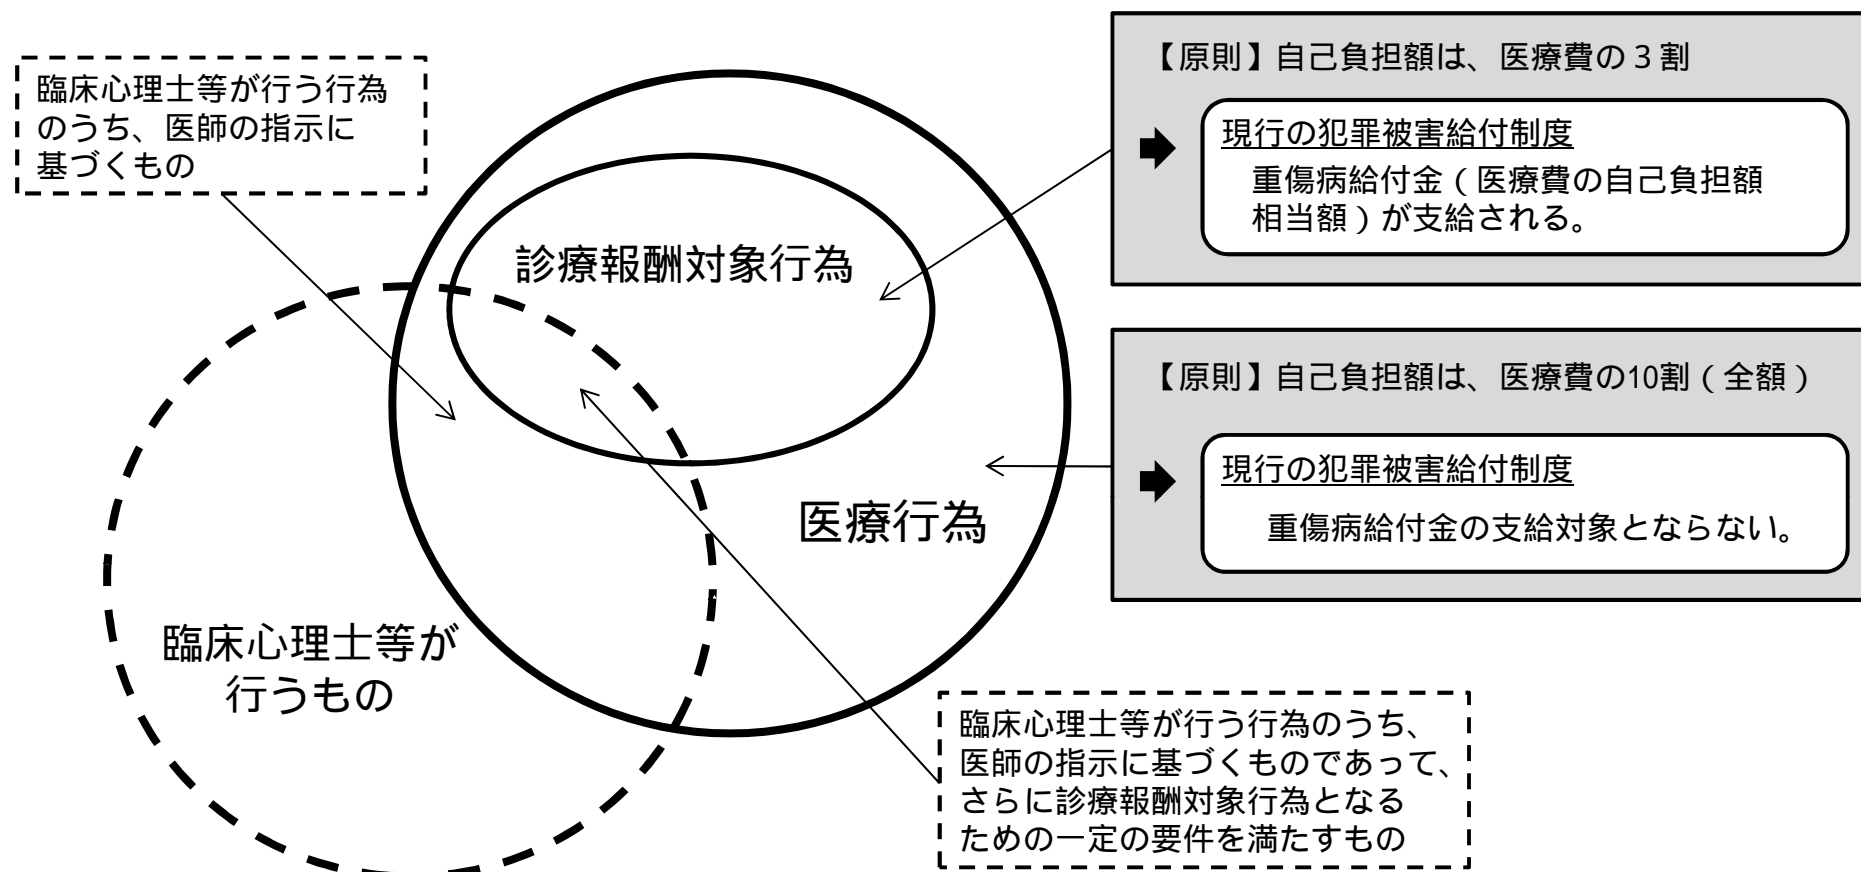 臨床心理士等が行う行為
のうち、医師の指示に
基づくもの
診療報酬対象行為
医療行為
臨床心理士等が
行うもの
【原則】自己負担額は、医療費の３割
現行の犯罪被害給付制度
重傷病給付金（医療費の自己負担額
相当額）が支給される。
【原則】自己負担額は、医療費の10割（全額）
現行の犯罪被害給付制度
重傷病給付金の支給対象とならない。
臨床心理士等が行う行為のうち、
医師の指示に基づくものであって、
さらに診療報酬対象行為となる
ための一定の要件を満たすもの